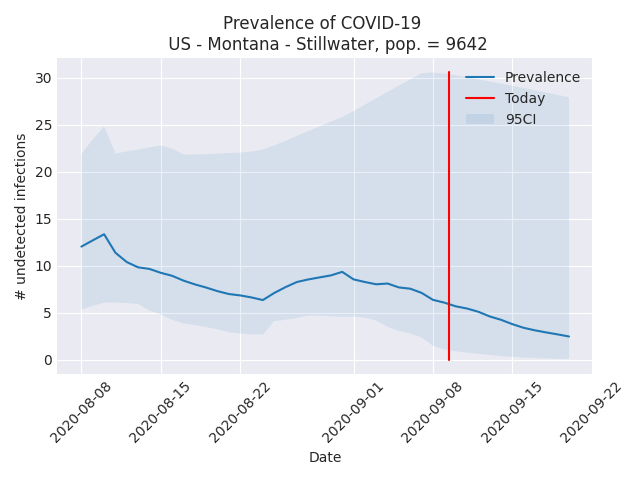 Prevalence of COVID-19
US - Montana - Stillwater, pop. = 9642
Prevalence
Today
95CI
# undetected infections
30
25
20
15
10
5
0
2020-08-08
2020-08-15
2020-08-22
2020-09-01
2020-09-08
2020-09-15
2020-09-22
Date